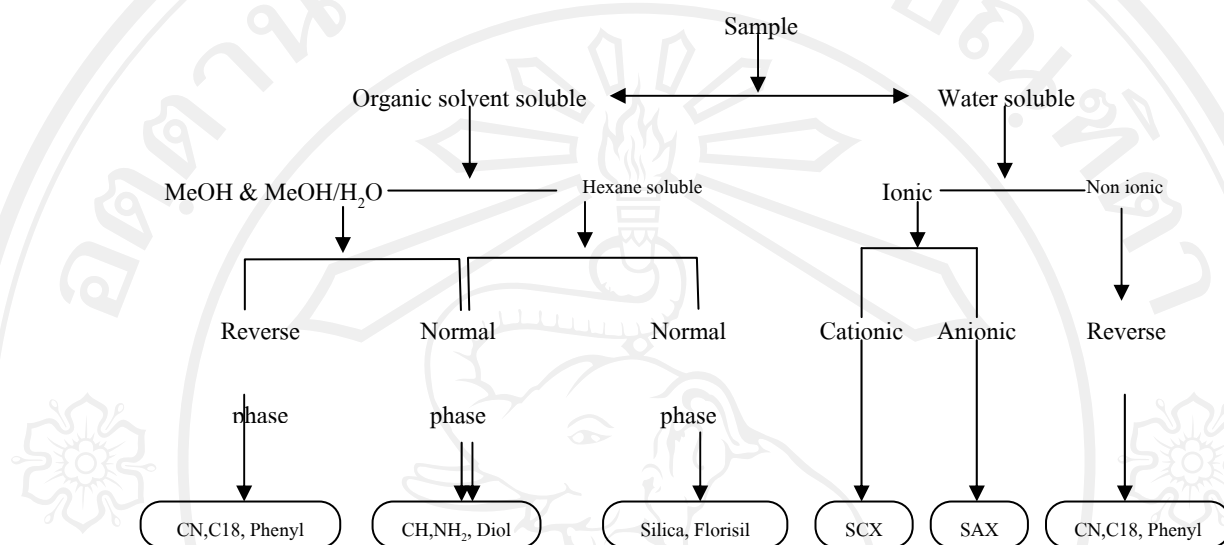 Sample
Organic solvent soluble Water soluble
MeOH & MeOH/H₂O Hexane soluble Ionic Non ionic
Reverse Normal Normal Cationic Anionic Reverse
phase phase phase
CN,C18, Phenyl CH,NH₂, Diol Silica, Florisil SCX SAX CN,C18, Phenyl